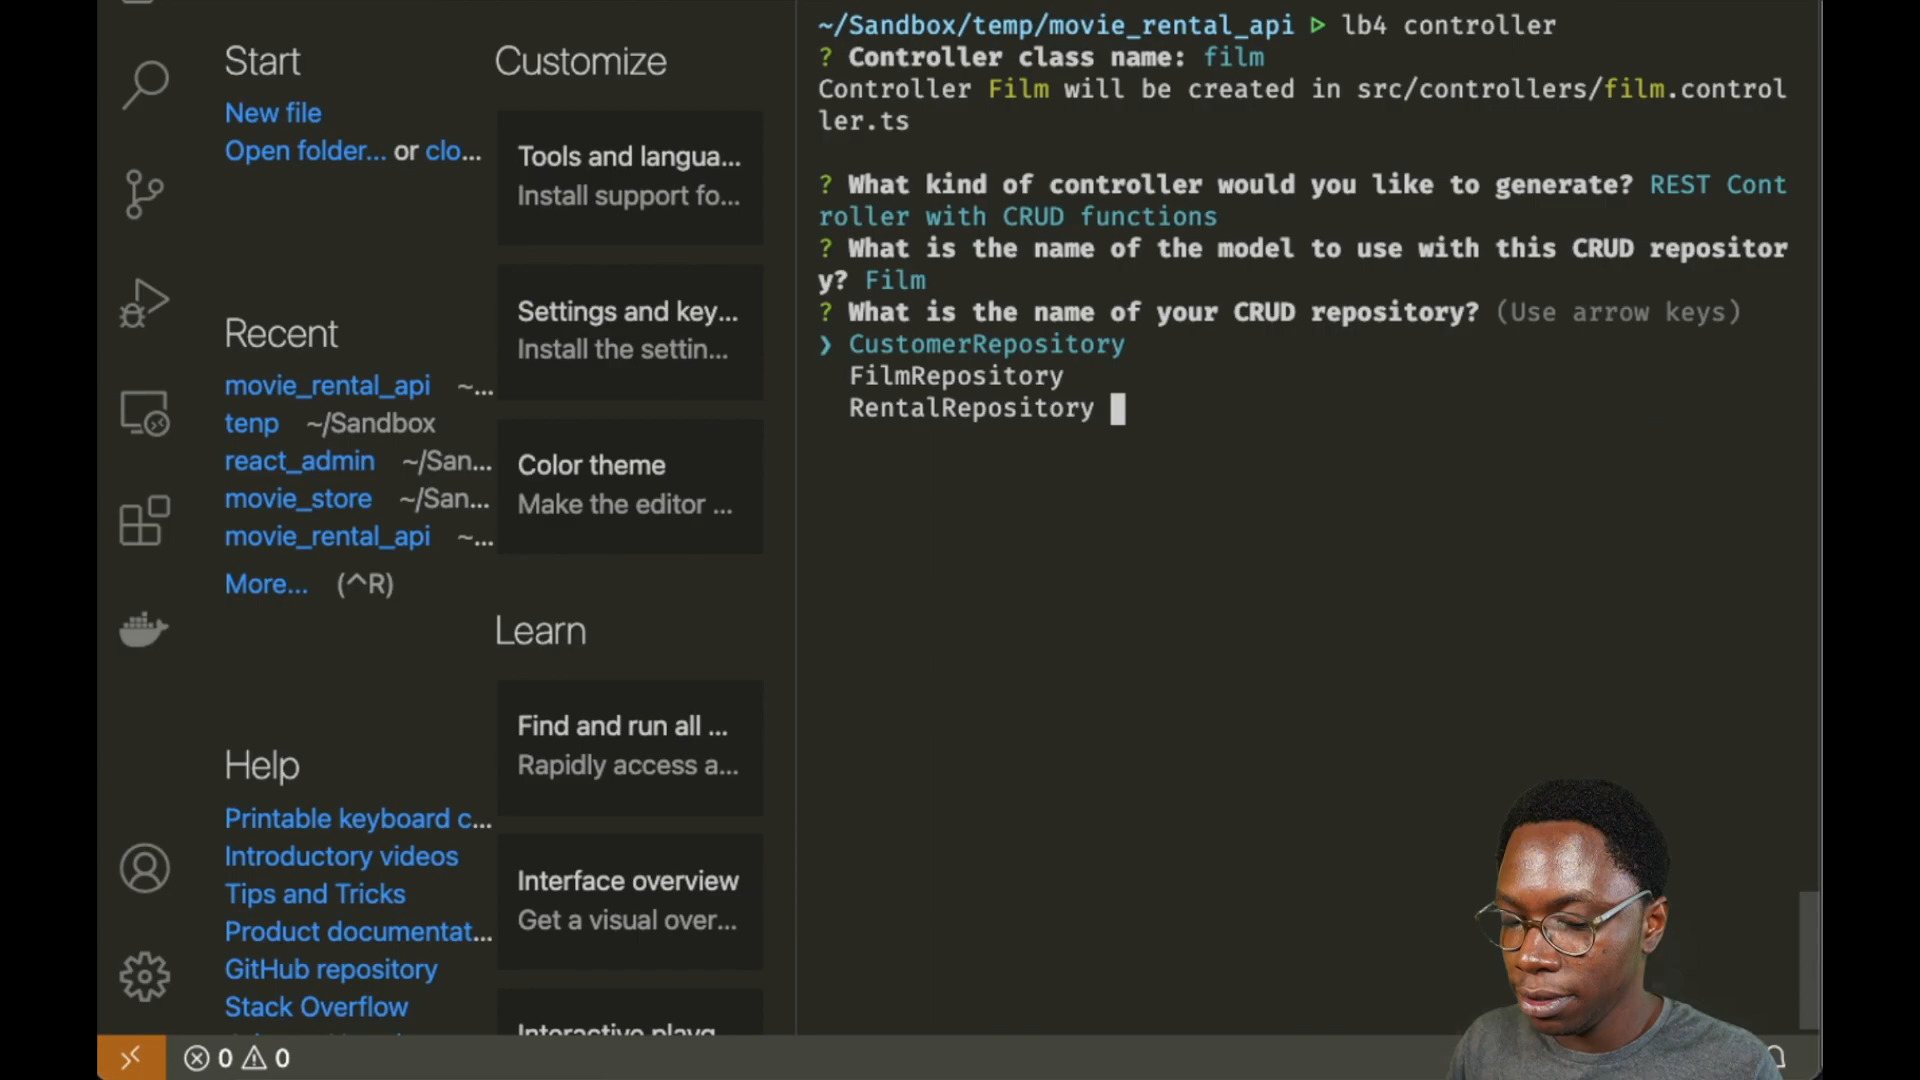 Start
New file
Open folder... or clo...
Recent
movie_rental_api ~...
tenp ~/Sandbox
react_admin ~/San...
movie_store ~/San...
movie_rental_api ~...
More... (^R)
Help
Printable keyboard c...
Introductory videos
Tips and Tricks
Product documentat...
GitHub repository
Stack Overflow
Customize
Tools and langua...
Install support fo...
Settings and key...
Install the settin...
Color theme
Make the editor ...
Learn
Find and run all ...
Rapidly access a...
Interface overview
Get a visual over...
Interactive playg
~/Sandbox/temp/movie_rental_api ▷ lb4 controller
? Controller class name: film
Controller Film will be created in src/controllers/film.control
ler.ts
? What kind of controller would you like to generate? REST Cont
roller with CRUD functions
? What is the name of the model to use with this CRUD repositor
y? Film
? What is the name of your CRUD repository? (Use arrow keys)
❯ CustomerRepository
FilmRepository
RentalRepository
0 0